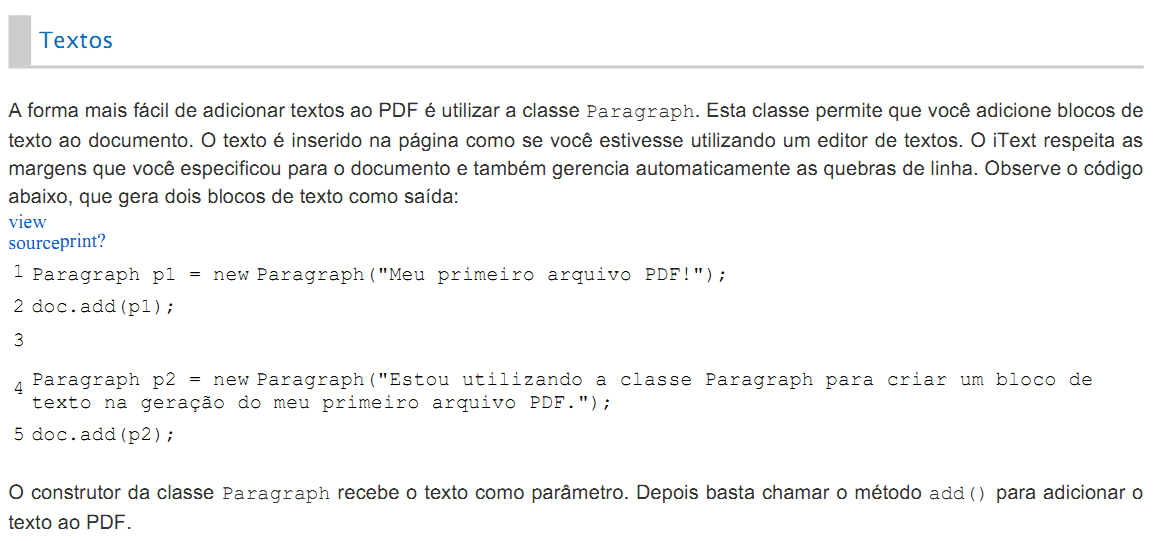 Textos
A forma mais fácil de adicionar textos ao PDF é utilizar a classe Paragraph. Esta classe permite que você adicione blocos de
texto ao documento. O texto é inserido na página como se você estivesse utilizando um editor de textos. O iText respeita as
margens que você especificou para o documento e também gerencia automaticamente as quebras de linha. Observe o código
abaixo, que gera dois blocos de texto como saída:
view
sourceprint?
1 Paragraph p1 = new Paragraph("Meu primeiro arquivo PDF!");
2 doc.add(p1);
3
4 Paragraph p2 = new Paragraph("Estou utilizando a classe Paragraph para criar um bloco de
texto na geração do meu primeiro arquivo PDF.");
5 doc.add(p2);
O construtor da classe Paragraph recebe o texto como parâmetro. Depois basta chamar o método add() para adicionar o
texto ao PDF.